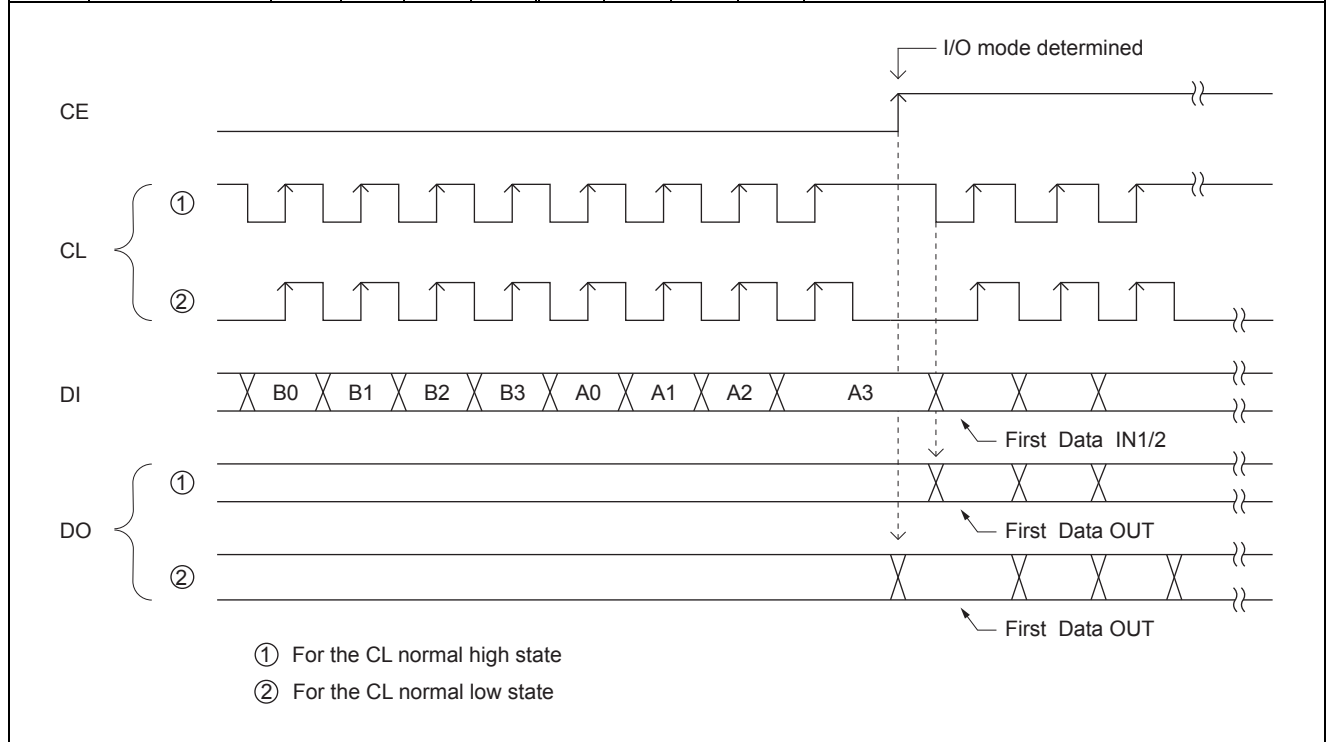 I/O mode determined
CE
①
CL
②
DI B0 B1 B2 B3 A0 A1 A2 A3
First Data IN1/2
①
First Data OUT
DO
②
First Data OUT
① For the CL normal high state
② For the CL normal low state